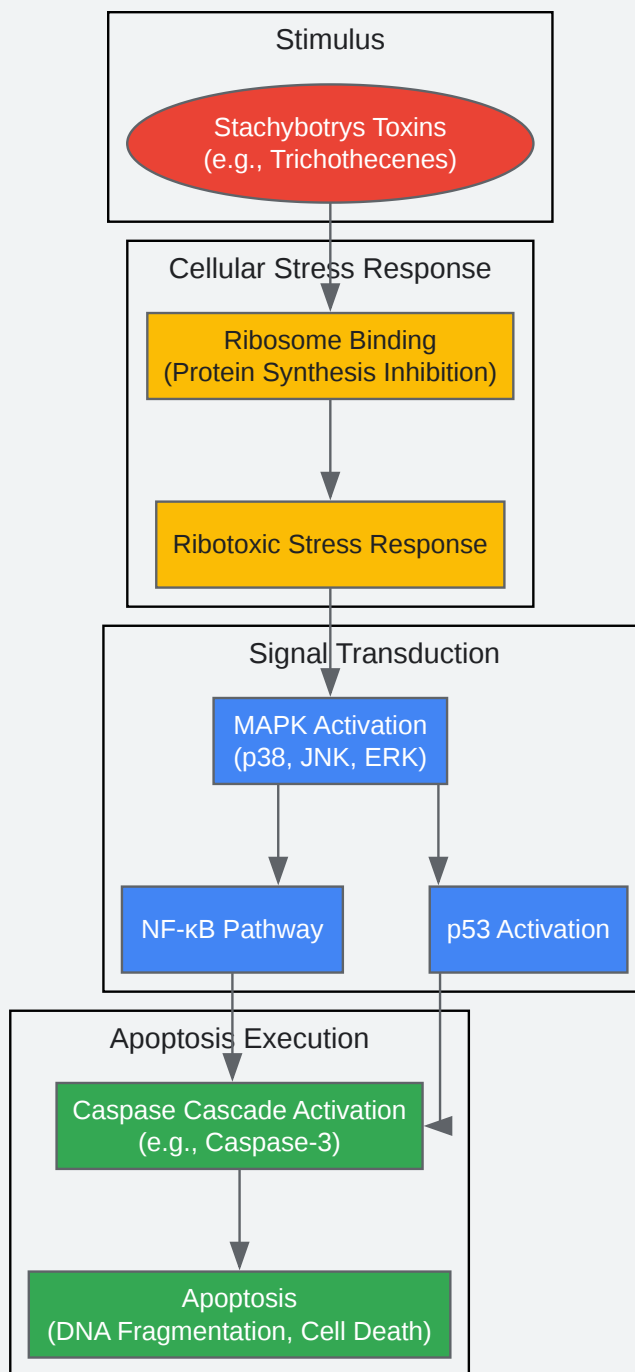 Stimulus
Stachybotrys Toxins
(e.g., Trichothecenes)
Cellular Stress Response
Ribosome Binding
(Protein Synthesis Inhibition)
Ribotoxic Stress Response
Signal Transduction
MAPK Activation
(p38, JNK, ERK)
NF-κB Pathway
p53 Activation
Apoptosis Execution
Caspase Cascade Activation
(e.g., Caspase-3)
Apoptosis
(DNA Fragmentation, Cell Death)